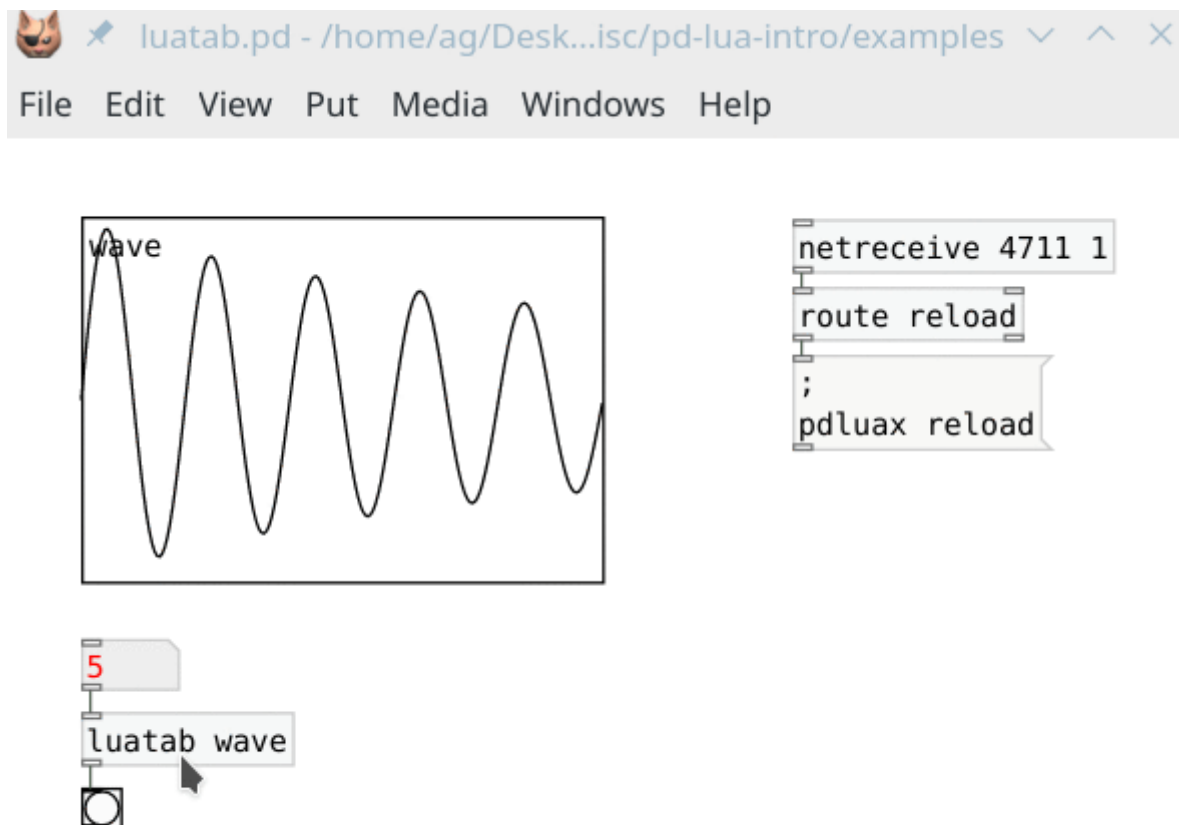 luatab.pd - /home/ag/Desk...isc/pd-lua-intro/examples
File Edit View Put Media Windows Help
wave
netreceive 4711 1
route reload
;
pdluax reload
5
luatab wave